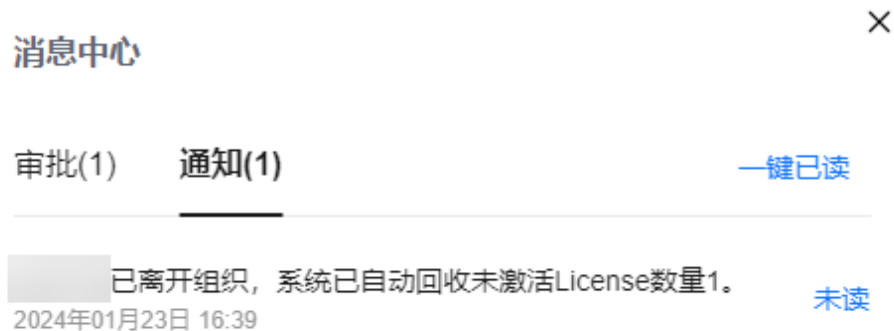 消息中心
审批(1) 通知(1) 一键已读
已离开组织，系统已自动回收未激活License数量1。
未读
2024年01月23日 16:39